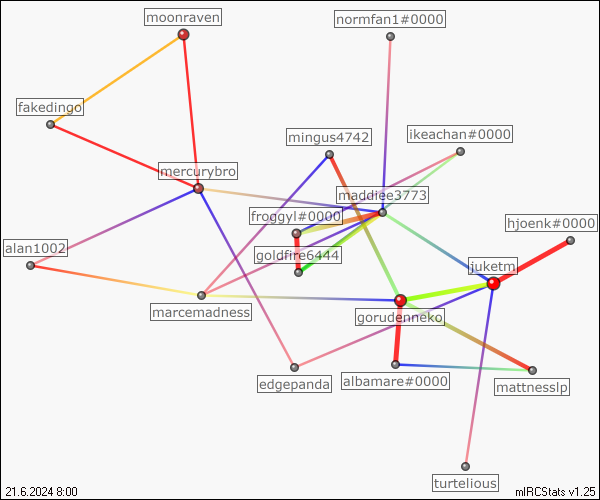 moonraven
normfan1#0000
fakedingo
mingus4742
ikeachan#0000
mercurybro
maddiee3773
froggyl#0000
hjoenk#0000
alan1002
goldfire6444
juketm
marcemadness
gorudenneko
edgepanda
albamare#0000
mattnesslp
turtelious
21.6.2024 8:00
mIRCStats v1.25